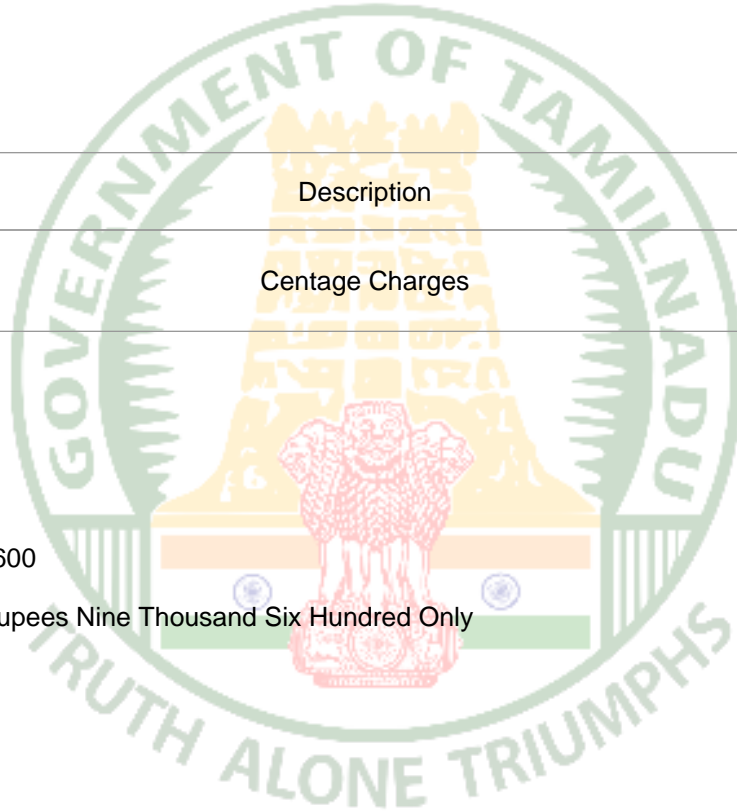 GOVERNMENT OF TAMILNADU
Description
Centage Charges
600
upees Nine Thousand Six Hundred Only
TRUTH ALONE TRIUMPHS